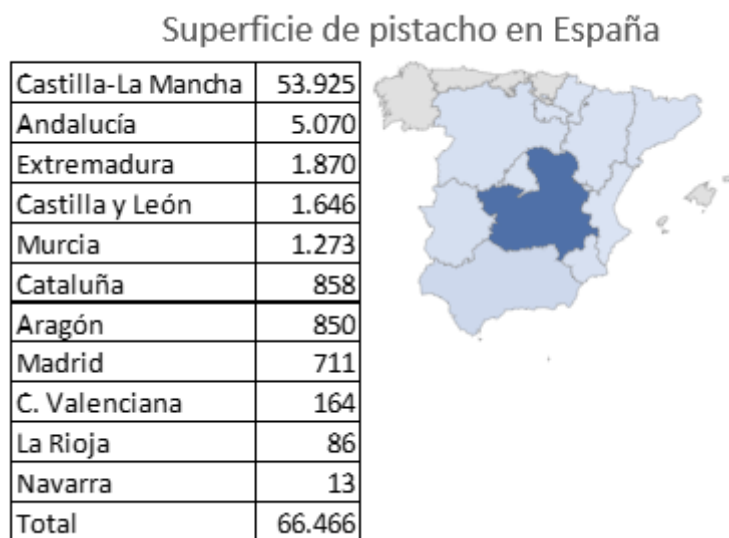 Superficie de pistacho en España
Castilla-La Mancha 53.925
Andalucía 5.070
Extremadura 1.870
Castilla y León 1.646
Murcia 1.273
Cataluña 858
Aragón 850
Madrid 711
C. Valenciana 164
La Rioja 86
Navarra 13
Total 66.466